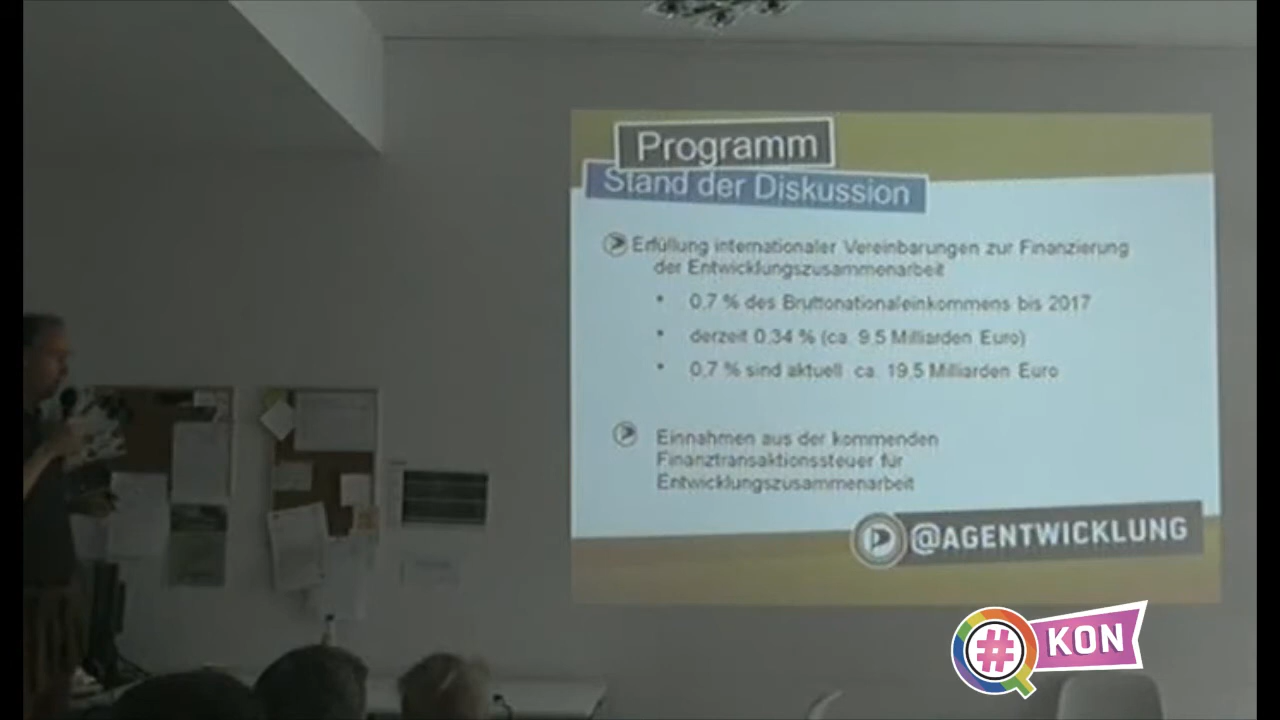 Programm
Stand der Diskussion
Erfüllung internationaler Vereinbarungen zur Finanzierung
der Entwicklungszusammenarbeit
• 0,7 % des Bruttonationaleinkommens bis 2017
• derzeit 0,34 % (ca. 9,5 Milliarden Euro)
• 0,7 % sind aktuell ca. 19,5 Milliarden Euro
Einnahmen aus der kommenden
Finanztransaktionssteuer für
Entwicklungszusammenarbeit
@AGENTWICKLUNG
# KON